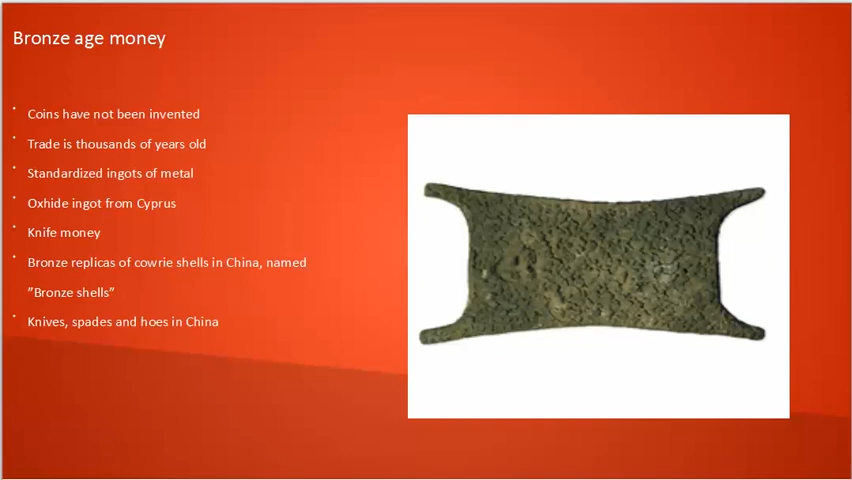 Bronze age money
Coins have not been invented
Trade is thousands of years old
Standardized ingots of metal
Oxhide ingot from Cyprus
Knife money
Bronze replicas of cowrie shells in China, named
”Bronze shells”
Knives, spades and hoes in China